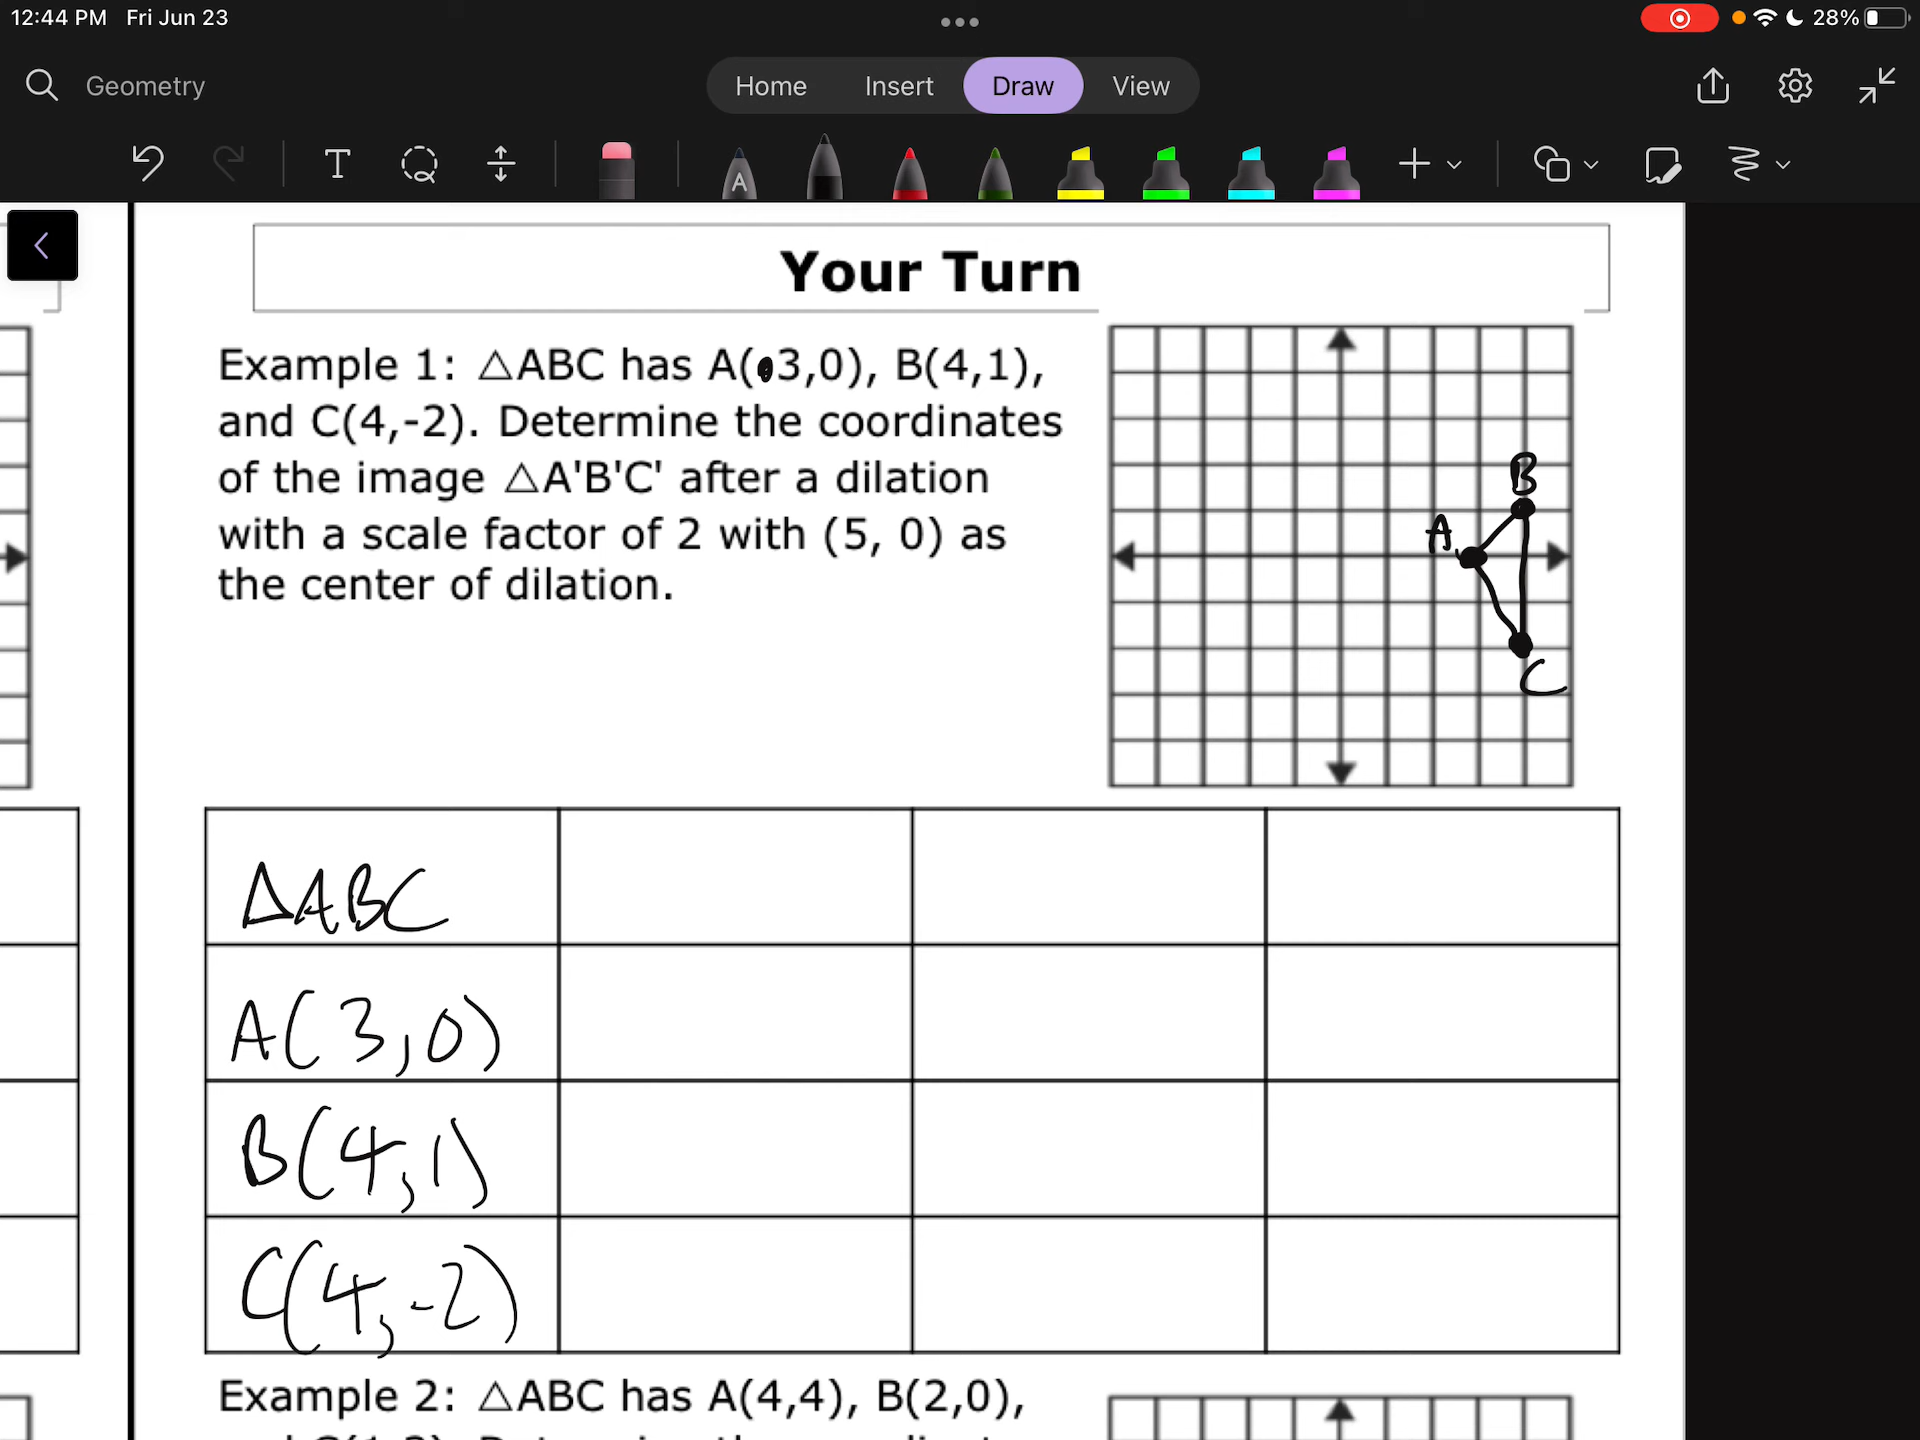 12:44 PM Fri Jun 23
28%
Geometry
Home Insert Draw View
T
A
Your Turn
Example 1: △ABC has A(3,0), B(4,1),
and C(4,-2). Determine the coordinates
of the image △A'B'C' after a dilation
with a scale factor of 2 with (5, 0) as
the center of dilation.
B
A
C
△ABC
A(3,0)
B(4,1)
C(4,-2)
Example 2: △ABC has A(4,4), B(2,0),